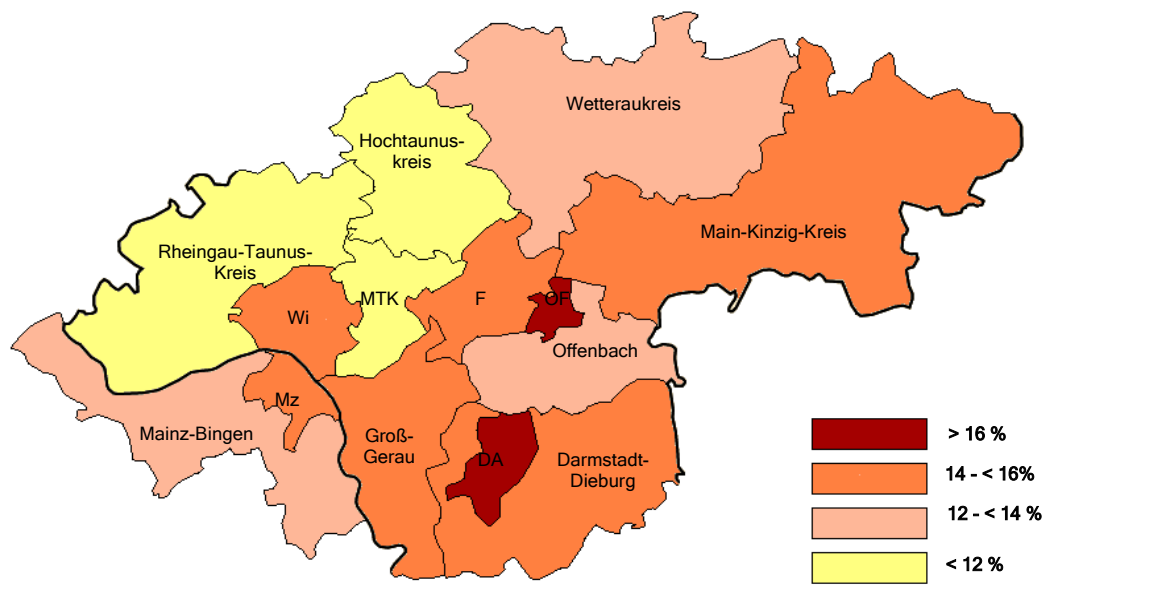 Wetteraukreis
Hochtaunus-
kreis
Main-Kinzig-Kreis
Rheingau-Taunus-
Kreis
MTK
F
OF
Wi
Offenbach
Mz
Mainz-Bingen
Groß-
Gerau
DA
Darmstadt-
Dieburg
> 16 %
14 - < 16%
12 - < 14 %
< 12 %